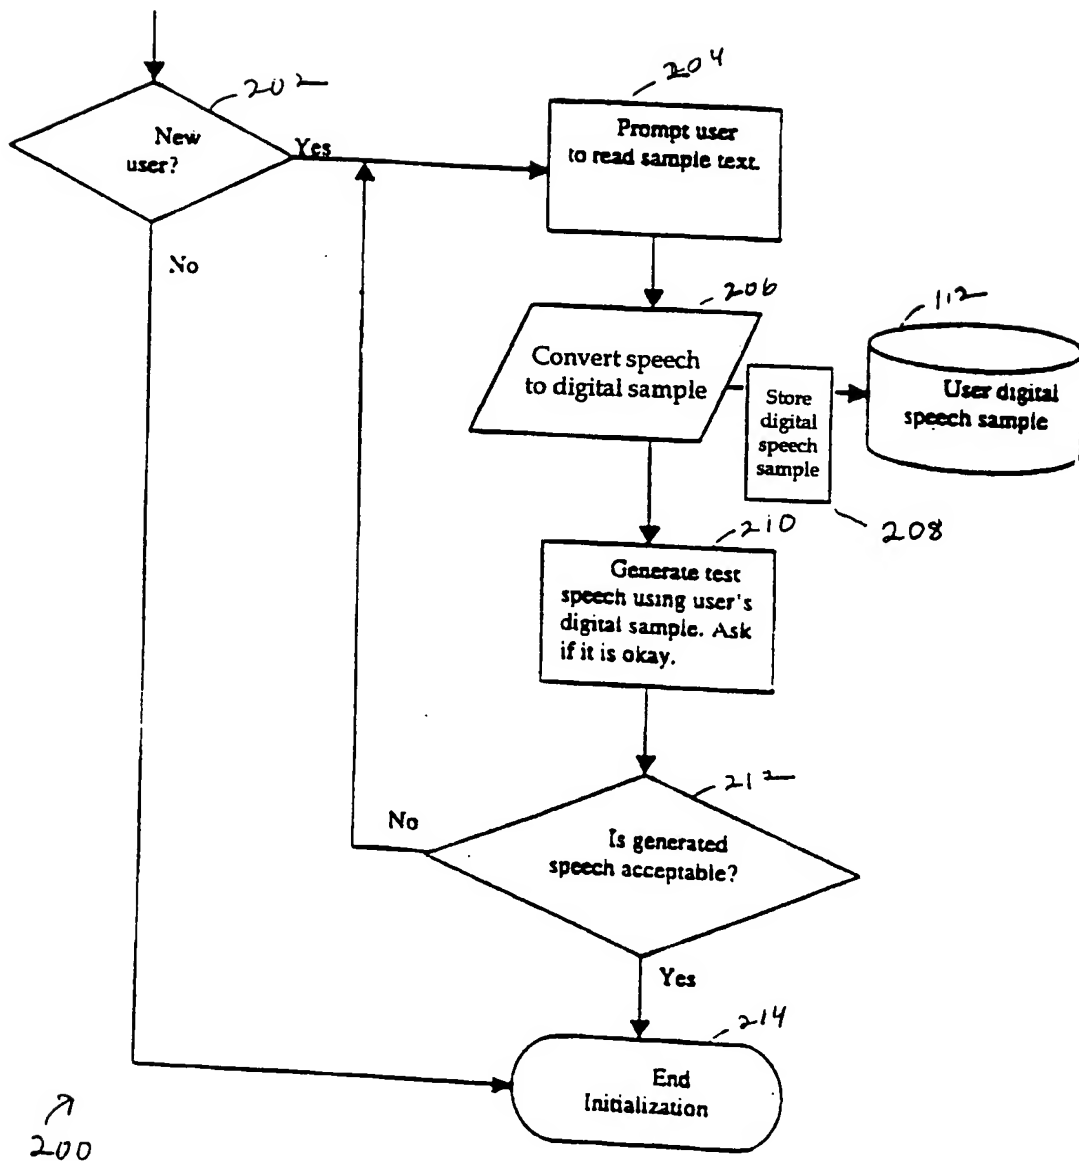 202
New
user?
Yes
No
204
Prompt user
to read sample text.
206
Convert speech
to digital sample
Store
digital
speech
sample
208
112
User digital
speech sample
210
Generate test
speech using user's
digital sample. Ask
if it is okay.
212
Is generated
speech acceptable?
No
Yes
214
End
Initialization
200